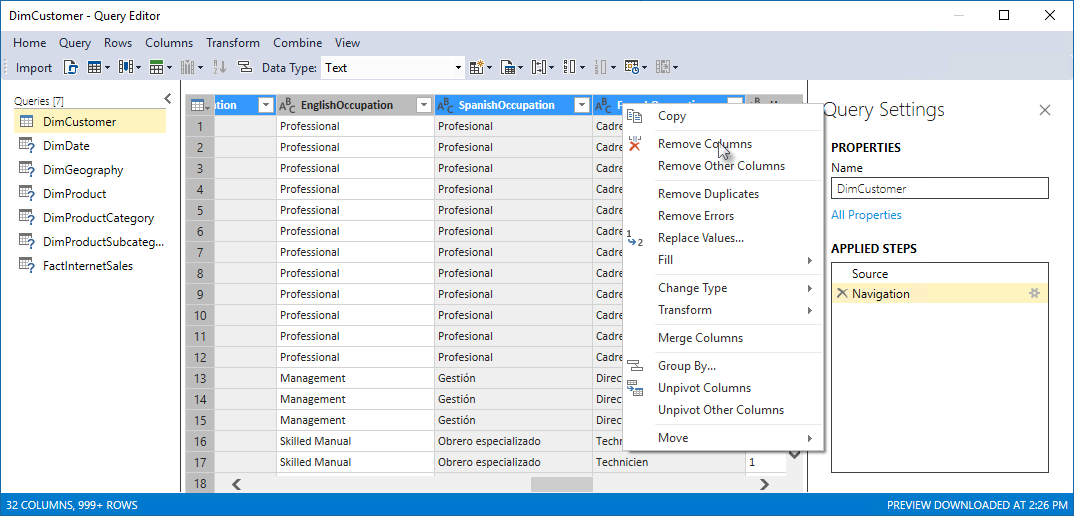 DimCustomer - Query Editor
Home Query Rows Columns Transform Combine View
Import Data Type: Text
Queries [7]
DimCustomer
DimDate
DimGeography
DimProduct
DimProductCategory
DimProductSubcateg...
FactInternetSales
tion ABC EnglishOccupation ABC SpanishOccupation ABC
1 Professional Profesional Cadre
2 Professional Profesional Cadre
3 Professional Profesional Cadre
4 Professional Profesional Cadre
5 Professional Profesional Cadre
6 Professional Profesional Cadre
7 Professional Profesional Cadre
8 Professional Profesional Cadre
9 Professional Profesional Cadre
10 Professional Profesional Cadre
11 Professional Profesional Cadre
12 Professional Profesional Cadre
13 Management Gestión Direc
14 Management Gestión Direc
15 Management Gestión Direc
16 Skilled Manual Obrero especializado Techn
17 Skilled Manual Obrero especializado Technicien 1
18
Copy
Remove Columns
Remove Other Columns
Remove Duplicates
Remove Errors
1 2 Replace Values...
Fill
Change Type
Transform
Merge Columns
Group By...
Unpivot Columns
Unpivot Other Columns
Move
Query Settings
PROPERTIES
Name
DimCustomer
All Properties
APPLIED STEPS
Source
Navigation
32 COLUMNS, 999+ ROWS PREVIEW DOWNLOADED AT 2:26 PM